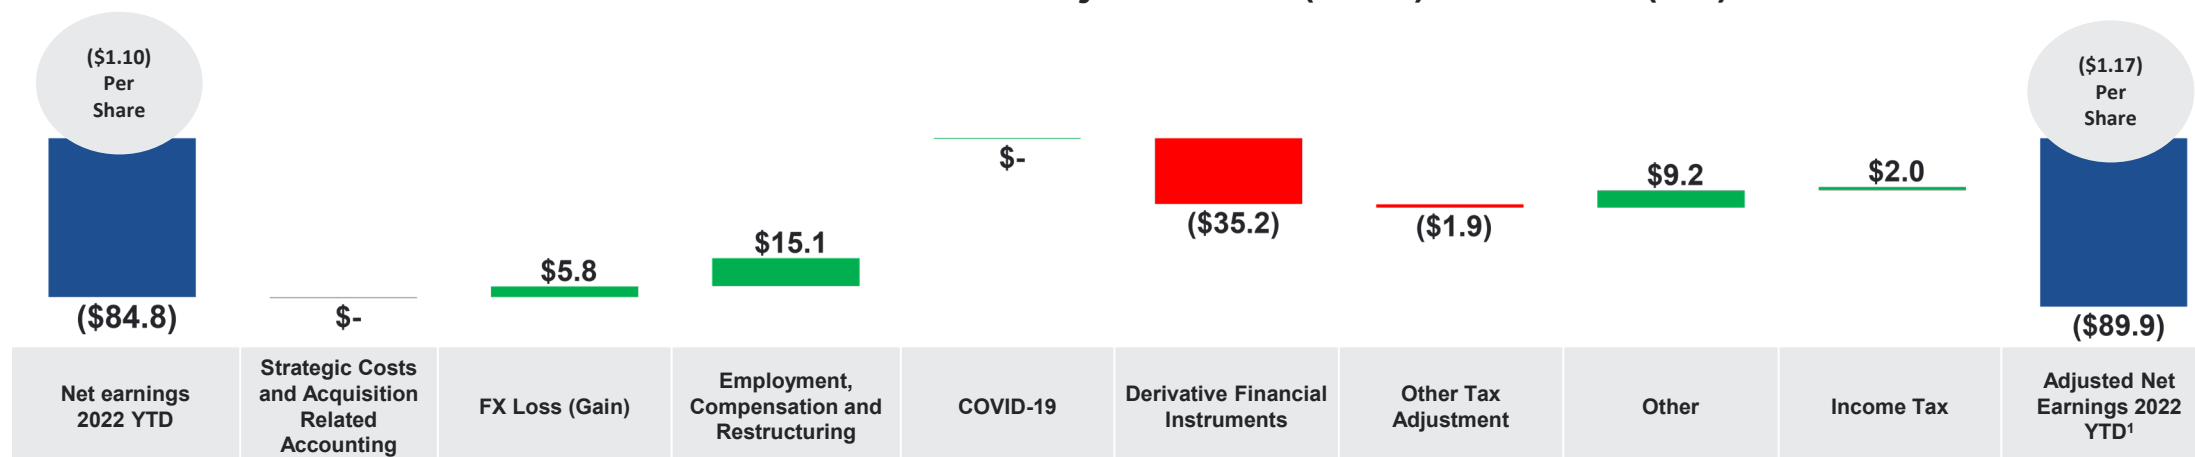 ($1.10)
Per
Share
($1.17)
Per
Share
$-
$9.2
$2.0
($35.2)
($1.9)
$15.1
$5.8
($84.8)
$-
($89.9)
Net earnings
2022 YTD
Strategic Costs
and Acquisition
Related
Accounting
FX Loss (Gain)
Employment,
Compensation and
Restructuring
COVID-19
Derivative Financial
Instruments
Other Tax
Adjustment
Other
Income Tax
Adjusted Net
Earnings 2022
YTD¹